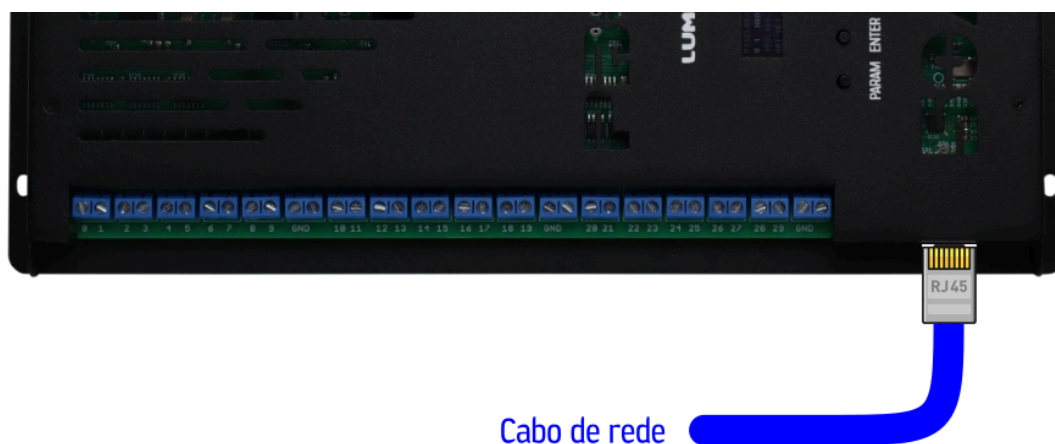 LUM
ENTER
PARAM
0 1 2 3 4 5 6 7 8 9 GND 10 11 12 13 14 15 16 17 18 19 GND 20 21 22 23 24 25 26 27 28 29 GND
RJ45
Cabo de rede